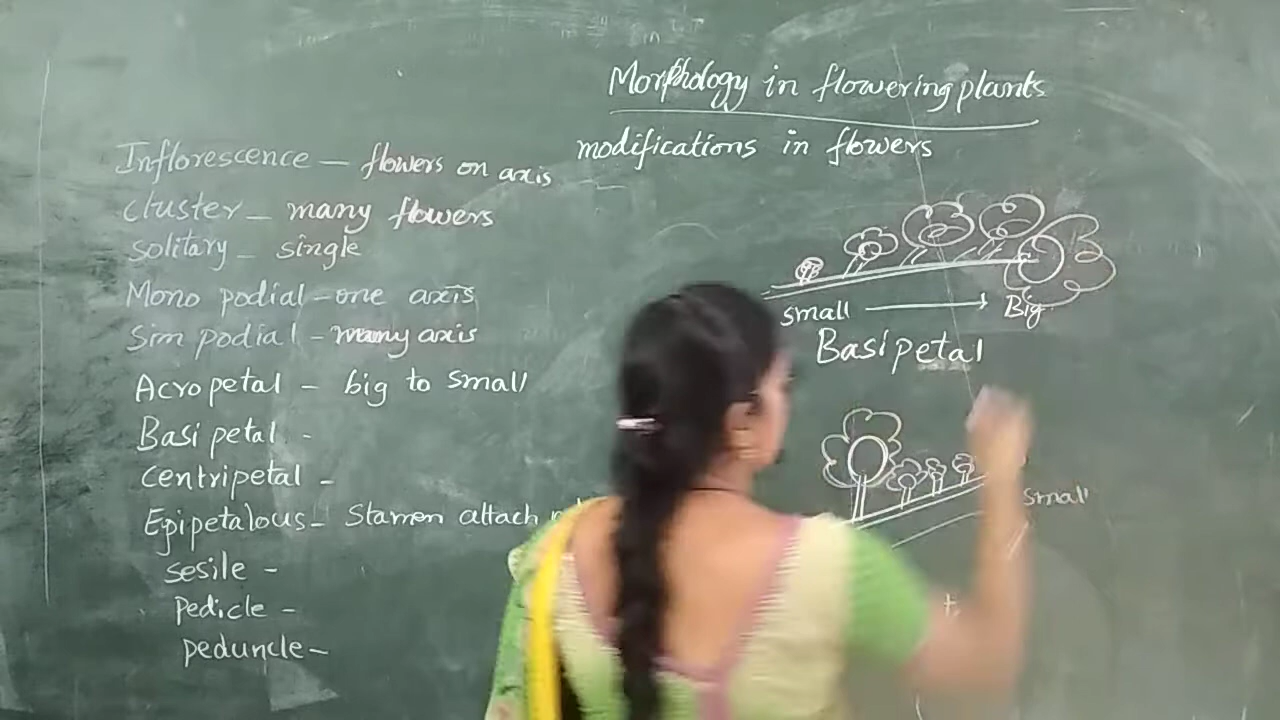 Morphology in flowering plants
modifications in flowers
Inflorescence — flowers on axis
cluster — many flowers
solitary — single
Mono podial - one axis
Sim podial - many axis
Acropetal - big to small
Basipetal -
centripetal -
Epipetalous - Stamen attach
sesile -
Pedicle -
peduncle -
small → Big
Basipetal
small